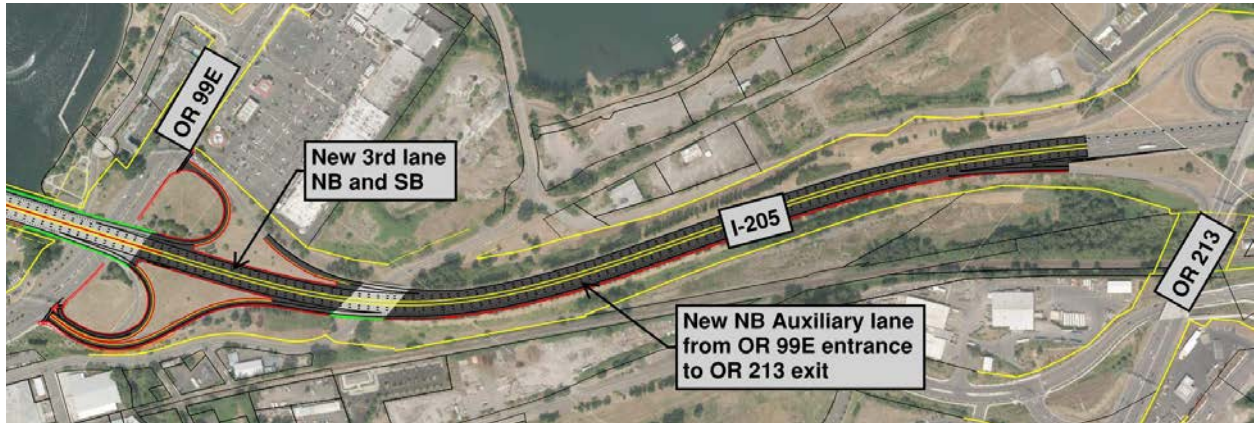 OR 99E
New 3rd lane
NB and SB
I-205
OR 213
New NB Auxiliary lane
from OR 99E entrance
to OR 213 exit